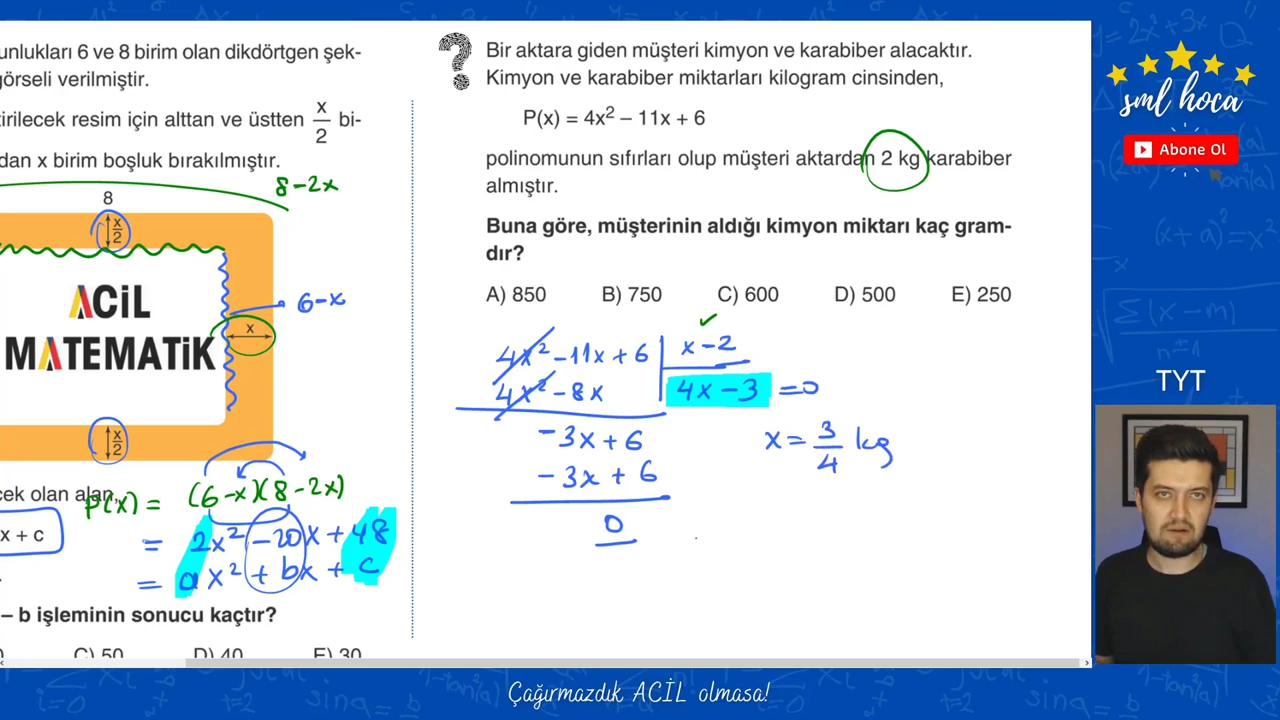 unlukları 6 ve 8 birim olan dikdörtgen şek-
görseli verilmiştir.
tirilecek resim için alttan ve üstten x/2 bi-
dan x birim boşluk bırakılmıştır.
8-2x
8
x/2
ACİL
MATEMATİK
6-x
x
x/2
cek olan alan,
P(x) = (6-x)(8-2x)
x + c
= 2x² -20x+48
= ax² + bx + c
– b işleminin sonucu kaçtır?
C) 50 D) 40 E) 30
?
Bir aktara giden müşteri kimyon ve karabiber alacaktır.
Kimyon ve karabiber miktarları kilogram cinsinden,
P(x) = 4x² – 11x + 6
polinomunun sıfırları olup müşteri aktardan 2 kg karabiber
almıştır.
Buna göre, müşterinin aldığı kimyon miktarı kaç gram-
dır?
A) 850 B) 750 C) 600 D) 500 E) 250
4x² -11x+6 x-2
4x² -8x 4x-3 =0
-3x+6 x = 3/4 kg
-3x+6
0
sml hoca
Abone Ol
TYT
Çağırmazdık ACİL olmasa!